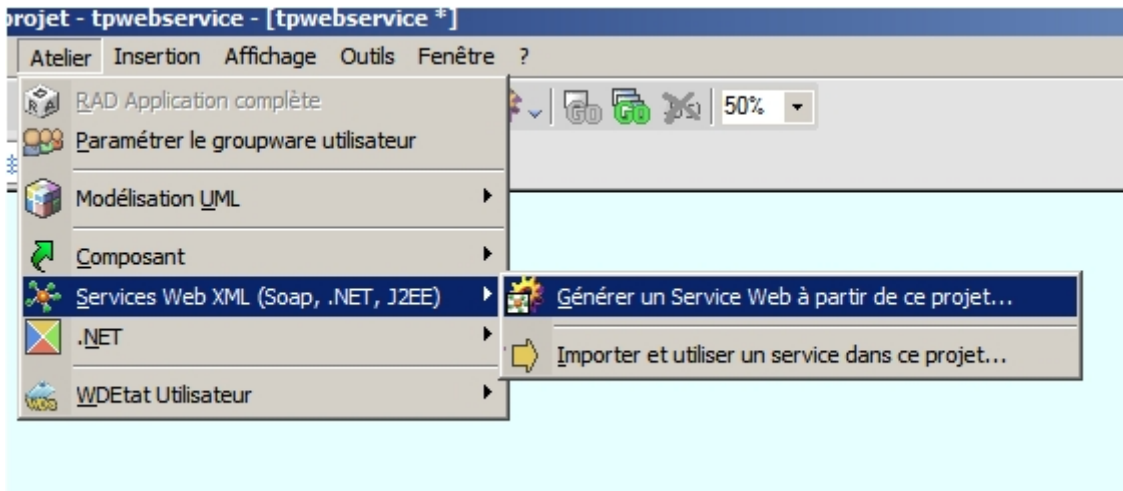 projet - tpwebservice - [tpwebservice *]
Atelier Insertion Affichage Outils Fenêtre ?
RAD Application complète
50%
Paramétrer le groupware utilisateur
Modélisation UML
Composant
Services Web XML (Soap, .NET, J2EE)
Générer un Service Web à partir de ce projet...
.NET
Importer et utiliser un service dans ce projet...
WDEtat Utilisateur